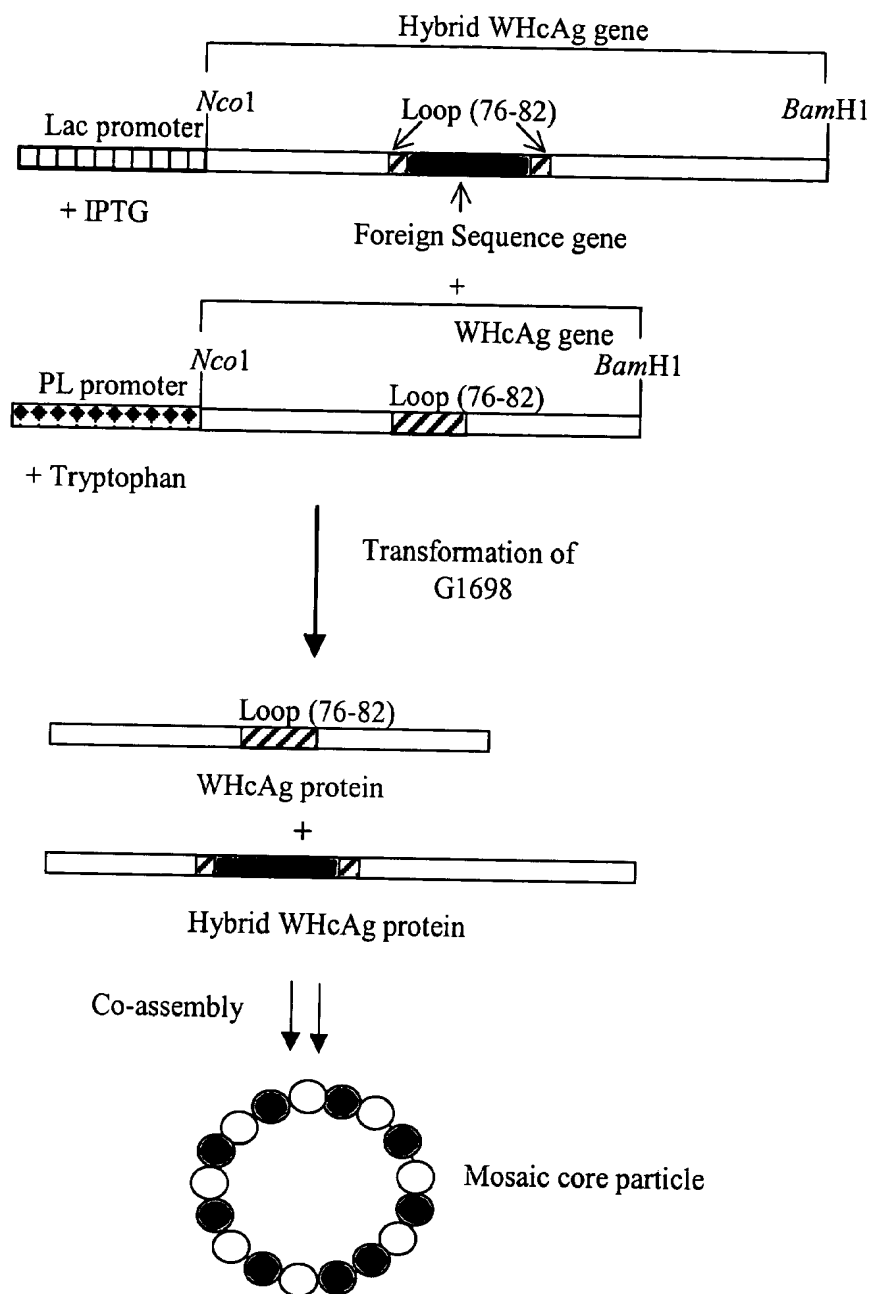 Hybrid WHcAg gene
Nco1
Loop (76-82)
BamH1
Lac promoter
+ IPTG
Foreign Sequence gene
+
WHcAg gene
Nco1
BamH1
PL promoter
Loop (76-82)
+ Tryptophan
Transformation of
G1698
Loop (76-82)
WHcAg protein
+
Hybrid WHcAg protein
Co-assembly
Mosaic core particle